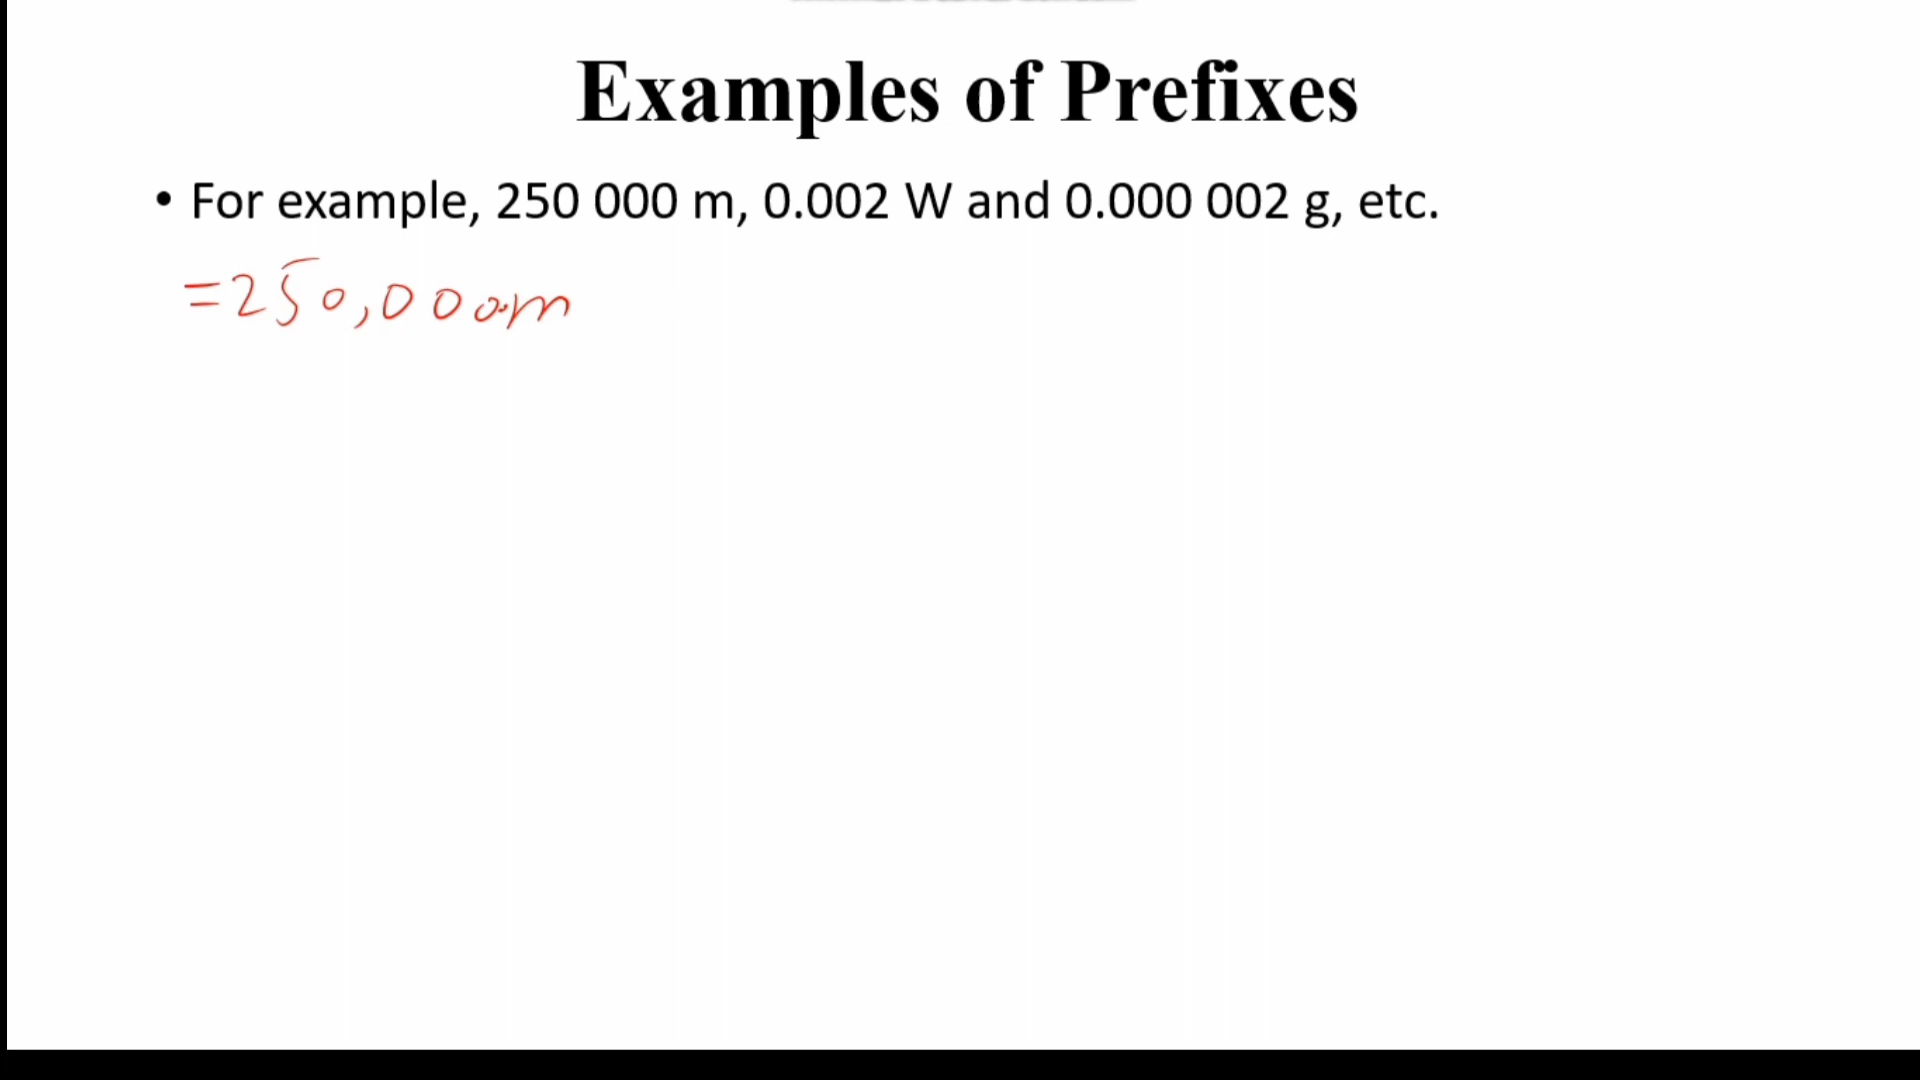 Examples of Prefixes
• For example, 250 000 m, 0.002 W and 0.000 002 g, etc.
=250,000m